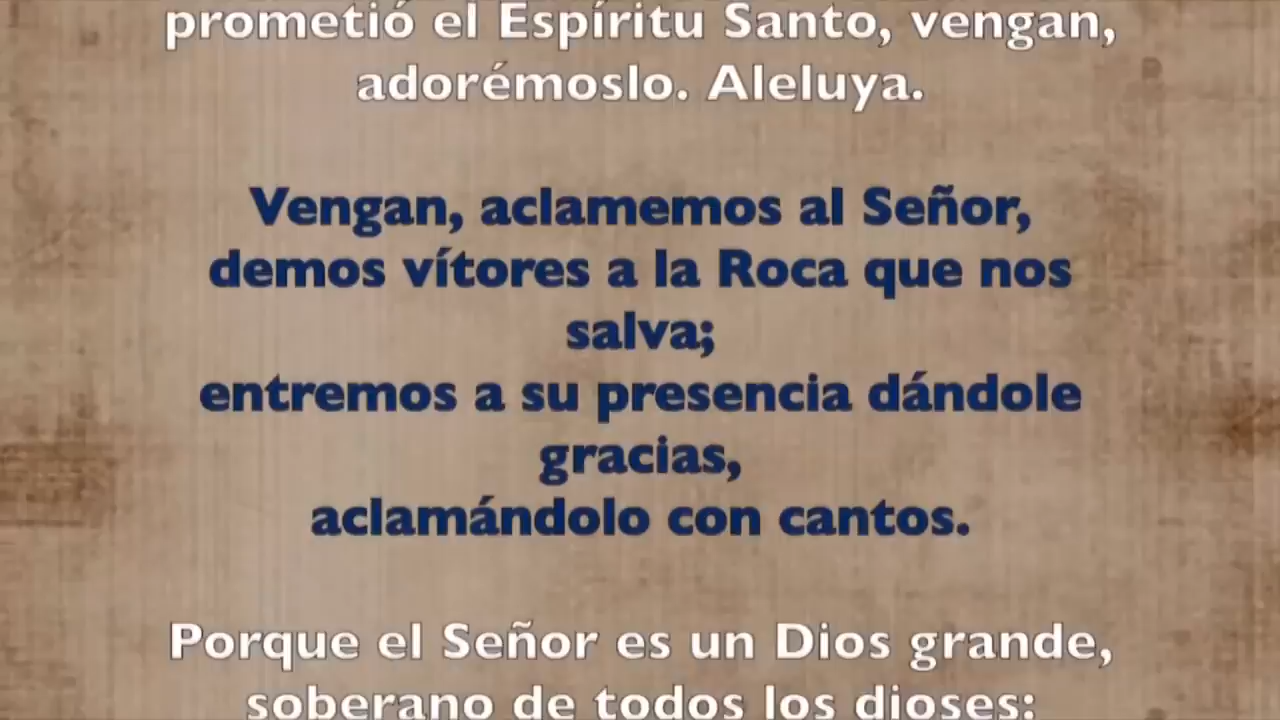 prometió el Espíritu Santo, vengan,
adorémoslo. Aleluya.
Vengan, aclamemos al Señor,
demos vítores a la Roca que nos
salva;
entremos a su presencia dándole
gracias,
aclamándolo con cantos.
Porque el Señor es un Dios grande,
soberano de todos los dioses: